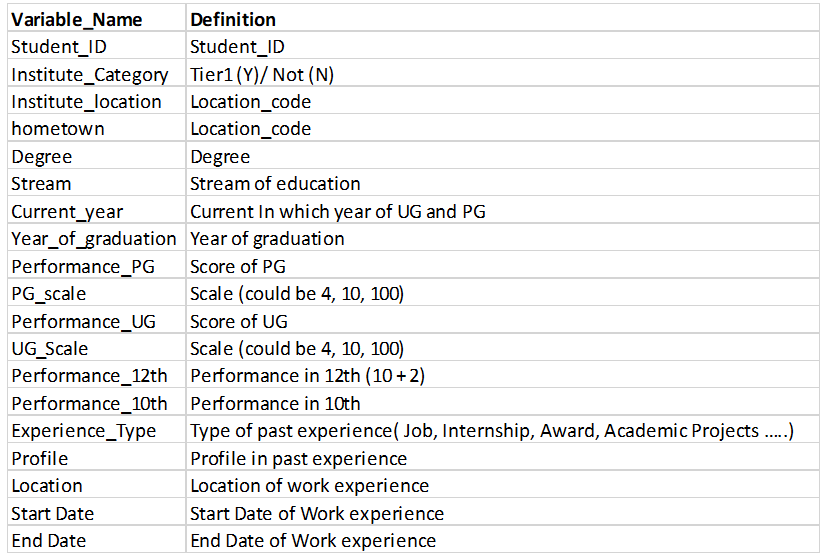 Variable_Name Definition
Student_ID Student_ID
Institute_Category Tier1 (Y)/ Not (N)
Institute_location Location_code
hometown Location_code
Degree Degree
Stream Stream of education
Current_year Current In which year of UG and PG
Year_of_graduation Year of graduation
Performance_PG Score of PG
PG_scale Scale (could be 4, 10, 100)
Performance_UG Score of UG
UG_Scale Scale (could be 4, 10, 100)
Performance_12th Performance in 12th (10 + 2)
Performance_10th Performance in 10th
Experience_Type Type of past experience( Job, Internship, Award, Academic Projects .....)
Profile Profile in past experience
Location Location of work experience
Start Date Start Date of Work experience
End Date End Date of Work experience